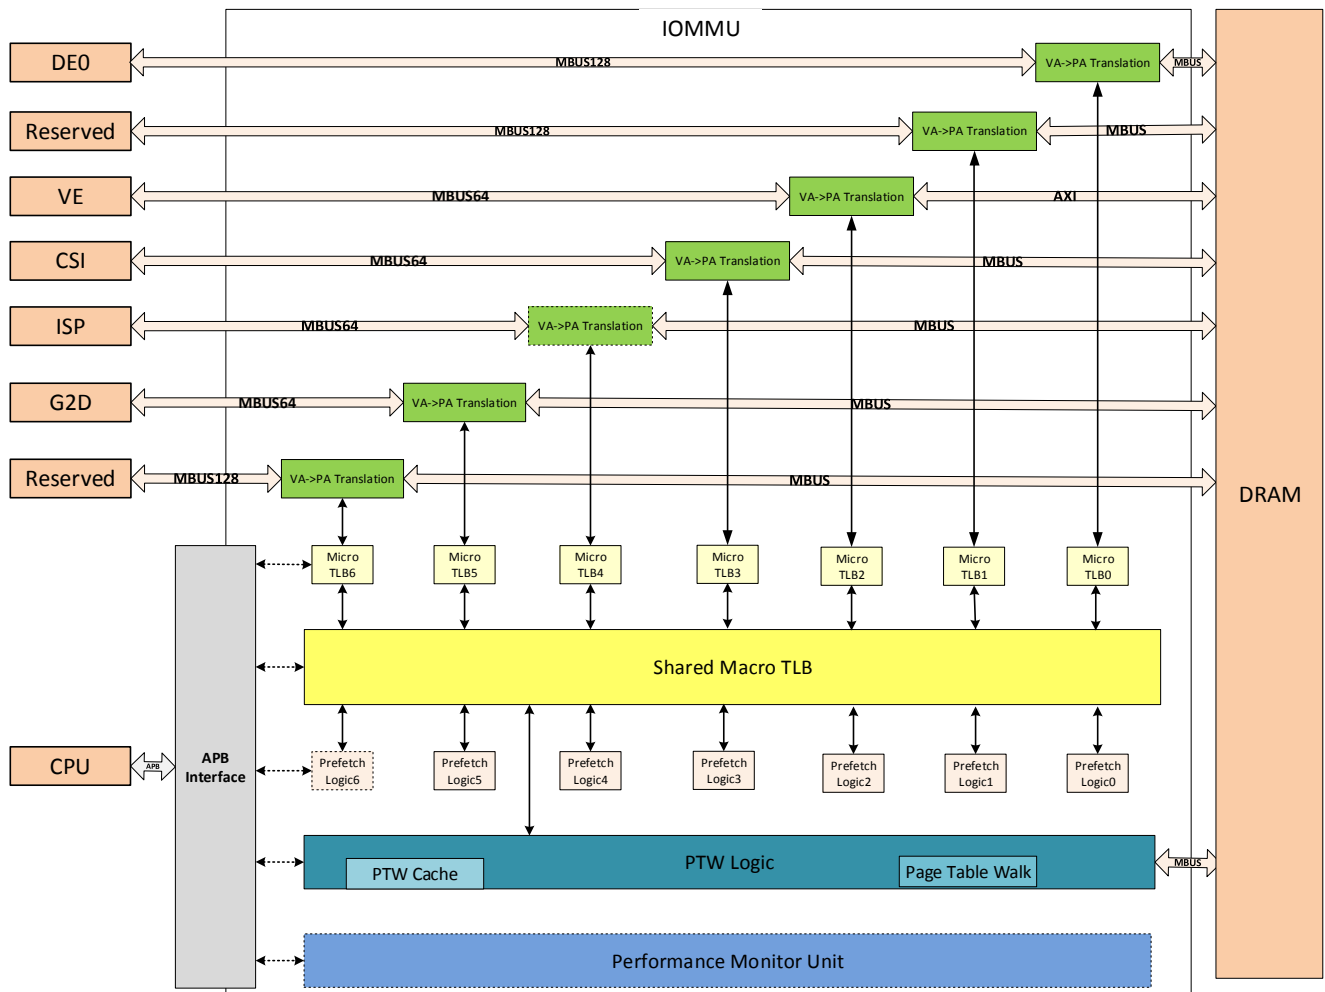 IOMMU
DE0
MBUS128
VA->PA Translation
MBUS
Reserved
MBUS128
VA->PA Translation
MBUS
VE
MBUS64
VA->PA Translation
AXI
CSI
MBUS64
VA->PA Translation
MBUS
ISP
MBUS64
VA->PA Translation
MBUS
G2D
MBUS64
VA->PA Translation
MBUS
Reserved
MBUS128
VA->PA Translation
MBUS
DRAM
Micro
TLB6
Micro
TLB5
Micro
TLB4
Micro
TLB3
Micro
TLB2
Micro
TLB1
Micro
TLB0
Shared Macro TLB
CPU
APB
APB
Interface
Prefetch
Logic6
Prefetch
Logic5
Prefetch
Logic4
Prefetch
Logic3
Prefetch
Logic2
Prefetch
Logic1
Prefetch
Logic0
PTW Logic
PTW Cache
Page Table Walk
MBUS
Performance Monitor Unit